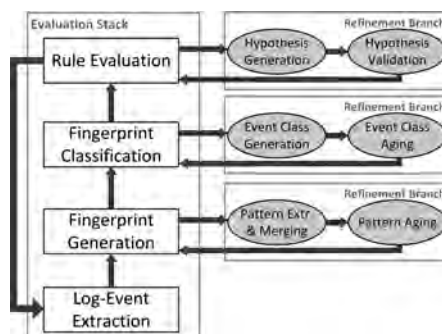 Evaluation Stack
Refinement Branch
Rule Evaluation
Hypothesis
Generation
Hypothesis
Validation
Refinement Branch
Fingerprint
Classification
Event Class
Generation
Event Class
Aging
Refinement Branch
Fingerprint
Generation
Pattern Extr
& Merging
Pattern Aging
Log-Event
Extraction